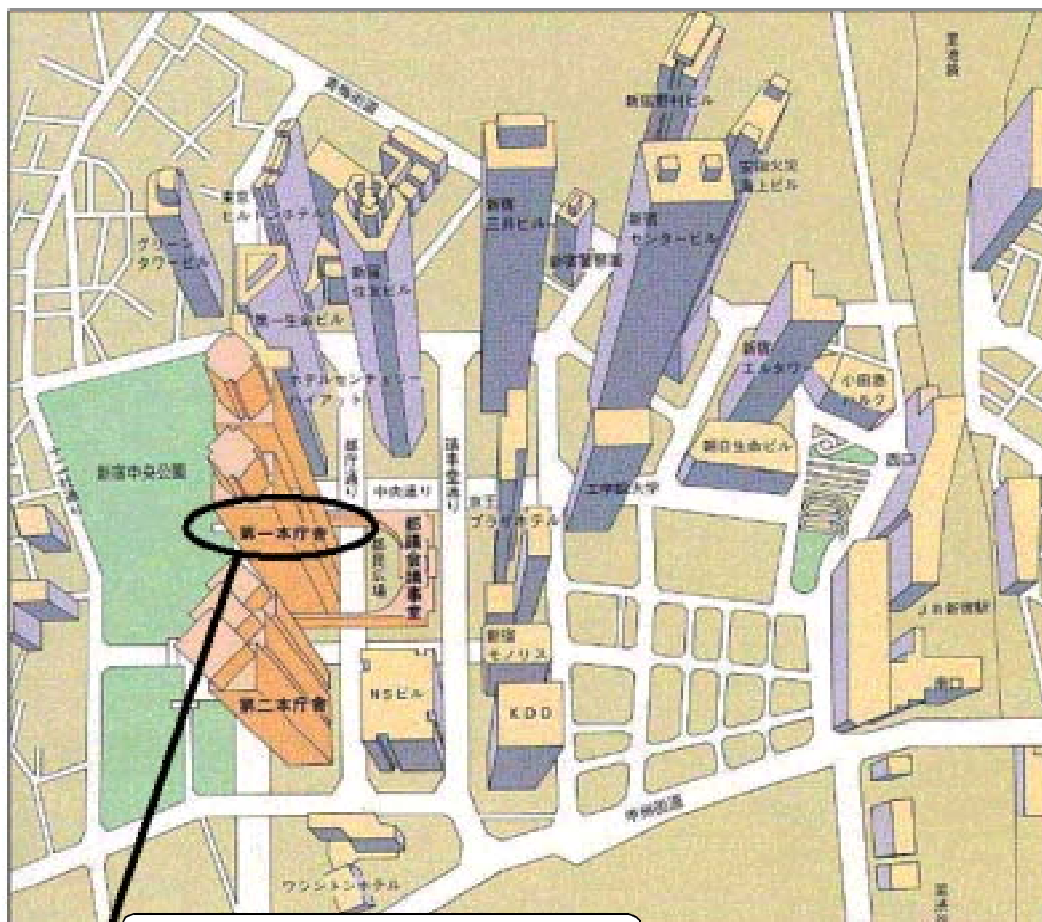 青梅街道
新宿野村ビル
安田火災
海上ビル
東京
ヒルトンホテル
グリーン
タワービル
新宿
三井ビル
新宿
センタービル
新宿警察署
新宿
住友ビル
第一生命ビル
ホテルセンチュリー
ハイアット
新宿
エルタワー
小田急
ハルク
朝日生命ビル
西口
新宿中央公園
都庁通り
議事堂通り
中央通り
京王
プラザホテル
工学院大学
第一本庁舎
都民広場
都議会議事堂
JR新宿駅
南口
新宿
モノリス
NSビル
KDD
第二本庁舎
甲州街道
ワシントンホテル